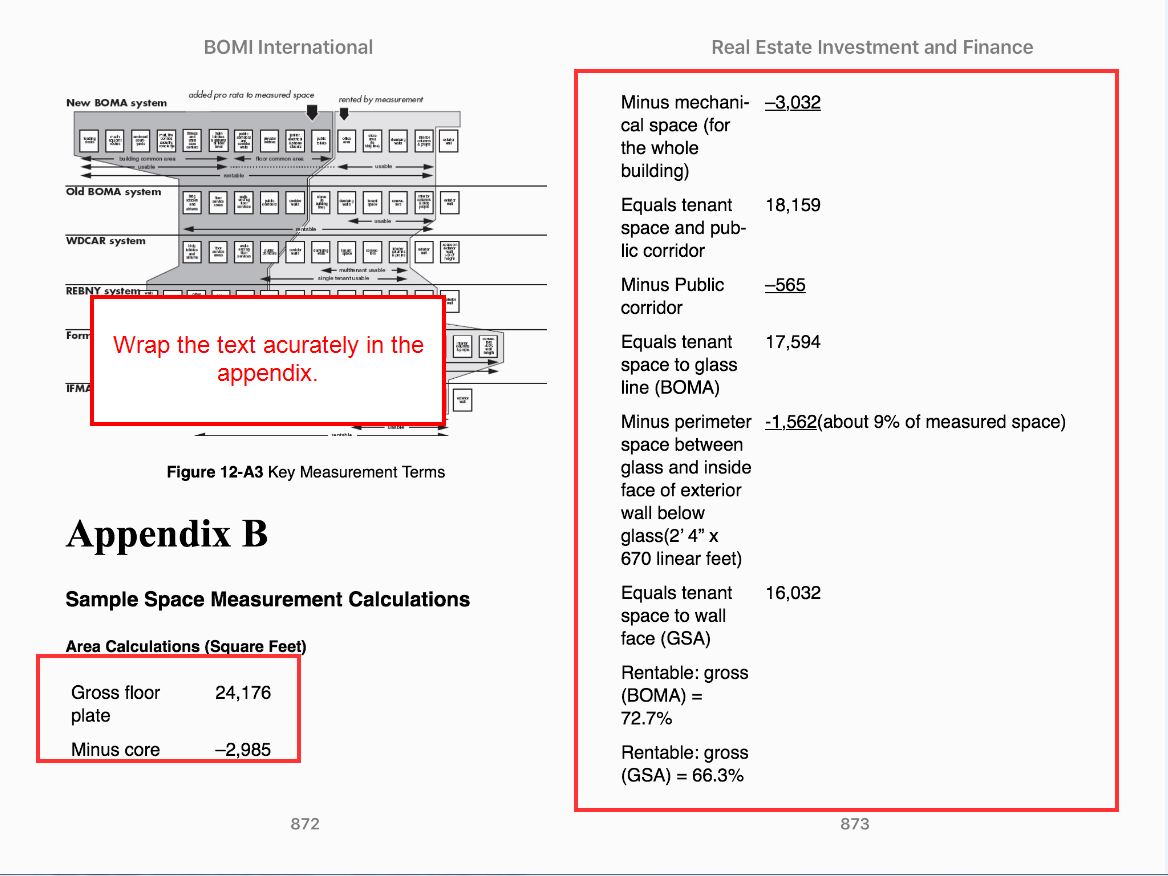 BOMI International
added pro rata to measured space
rented by measurement
New BOMA system
building common area
floor common area
usable
usable
rentable
Old BOMA system
usable
rentable
WDCAR system
multitenant usable
single tenant usable
REBNY system
Form
IFMA
Wrap the text acurately in the
appendix.
usable
rentable
Figure 12-A3 Key Measurement Terms
Appendix B
Sample Space Measurement Calculations
Area Calculations (Square Feet)
Gross floor 24,176
plate
Minus core –2,985
872
Real Estate Investment and Finance
Minus mechani- –3,032
cal space (for
the whole
building)
Equals tenant 18,159
space and pub-
lic corridor
Minus Public –565
corridor
Equals tenant 17,594
space to glass
line (BOMA)
Minus perimeter -1,562(about 9% of measured space)
space between
glass and inside
face of exterior
wall below
glass(2’ 4” x
670 linear feet)
Equals tenant 16,032
space to wall
face (GSA)
Rentable: gross
(BOMA) =
72.7%
Rentable: gross
(GSA) = 66.3%
873